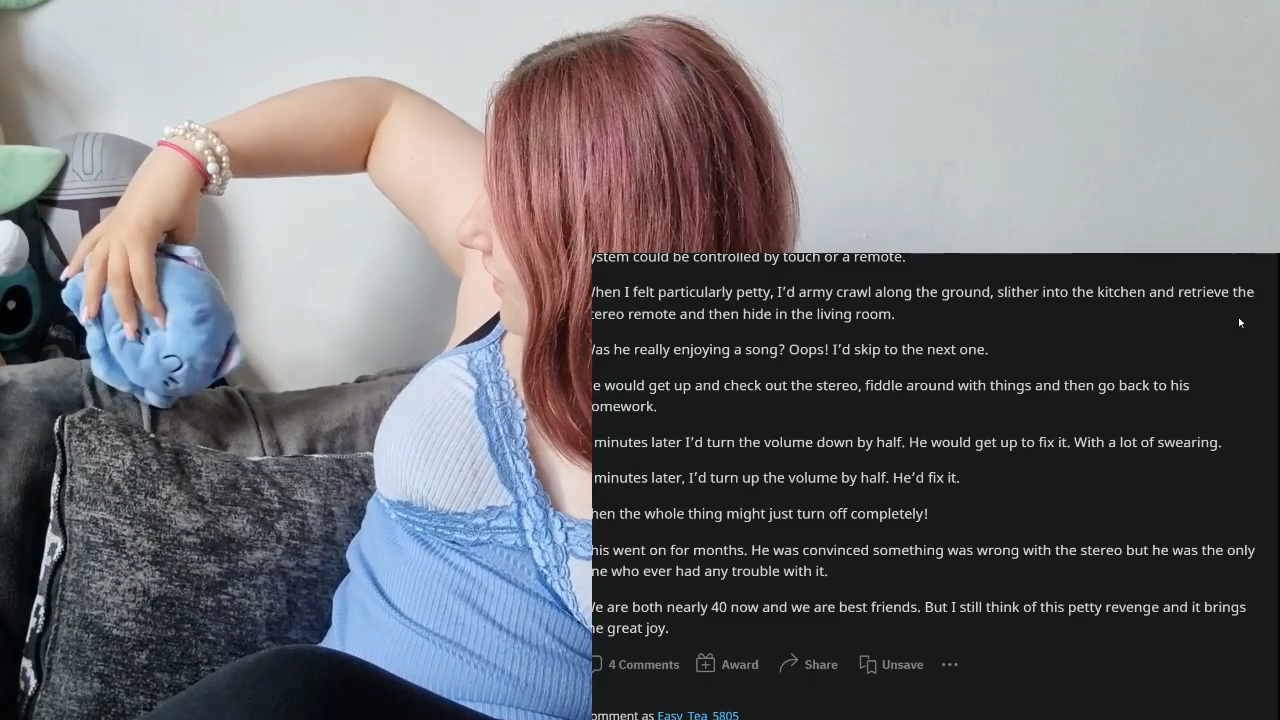 ystem could be controlled by touch or a remote.
hen I felt particularly petty, I'd army crawl along the ground, slither into the kitchen and retrieve the
tereo remote and then hide in the living room.
as he really enjoying a song? Oops! I'd skip to the next one.
e would get up and check out the stereo, fiddle around with things and then go back to his
omework.
minutes later I'd turn the volume down by half. He would get up to fix it. With a lot of swearing.
minutes later, I'd turn up the volume by half. He'd fix it.
hen the whole thing might just turn off completely!
his went on for months. He was convinced something was wrong with the stereo but he was the only
ne who ever had any trouble with it.
e are both nearly 40 now and we are best friends. But I still think of this petty revenge and it brings
e great joy.
4 Comments Award Share Unsave
omment as Easy_Tea_5805